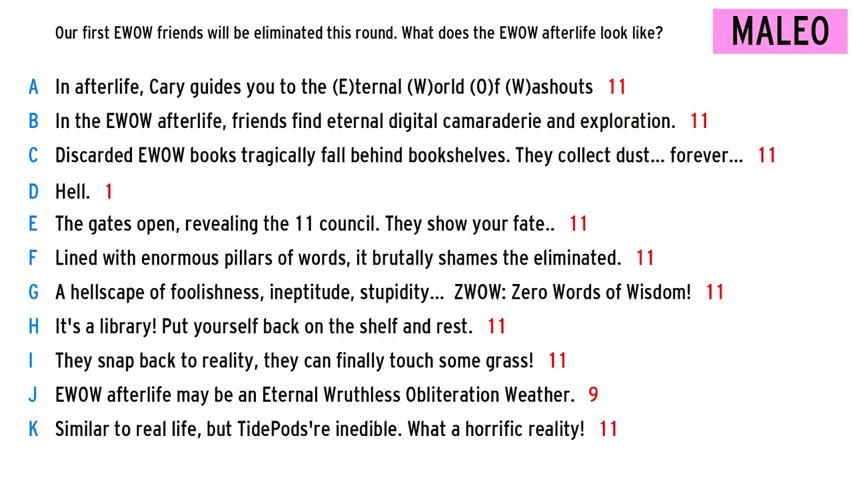 Our first EWOW friends will be eliminated this round. What does the EWOW afterlife look like?
MALEO
A In afterlife, Cary guides you to the (E)ternal (W)orld (O)f (W)ashouts 11
B In the EWOW afterlife, friends find eternal digital camaraderie and exploration. 11
C Discarded EWOW books tragically fall behind bookshelves. They collect dust... forever... 11
D Hell. 1
E The gates open, revealing the 11 council. They show your fate.. 11
F Lined with enormous pillars of words, it brutally shames the eliminated. 11
G A hellscape of foolishness, ineptitude, stupidity... ZWOW: Zero Words of Wisdom! 11
H It's a library! Put yourself back on the shelf and rest. 11
I They snap back to reality, they can finally touch some grass! 11
J EWOW afterlife may be an Eternal Wruthless Obliteration Weather. 9
K Similar to real life, but TidePods're inedible. What a horrific reality! 11